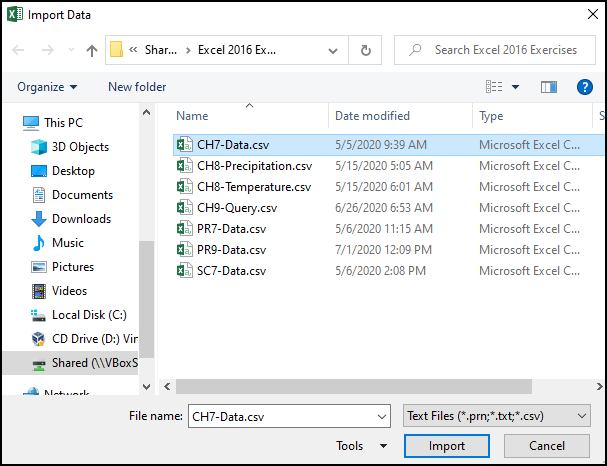 Import Data
« Shar... › Excel 2016 Exe...
Search Excel 2016 Exercises
Organize
New folder
?
Name
Date modified
Type
S
This PC
3D Objects
Desktop
Documents
Downloads
Music
Pictures
Videos
Local Disk (C:)
CD Drive (D:) Vir
Shared (\\VBoxS
Network
CH7-Data.csv 5/5/2020 9:39 AM Microsoft Excel C...
CH8-Precipitation.csv 5/15/2020 5:05 AM Microsoft Excel C...
CH8-Temperature.csv 5/15/2020 6:01 AM Microsoft Excel C...
CH9-Query.csv 6/26/2020 6:53 AM Microsoft Excel C...
PR7-Data.csv 5/6/2020 11:15 AM Microsoft Excel C...
PR9-Data.csv 7/1/2020 12:09 PM Microsoft Excel C...
SC7-Data.csv 5/6/2020 2:08 PM Microsoft Excel C...
File name: CH7-Data.csv
Text Files (*.prn;*.txt;*.csv)
Tools
Import
Cancel